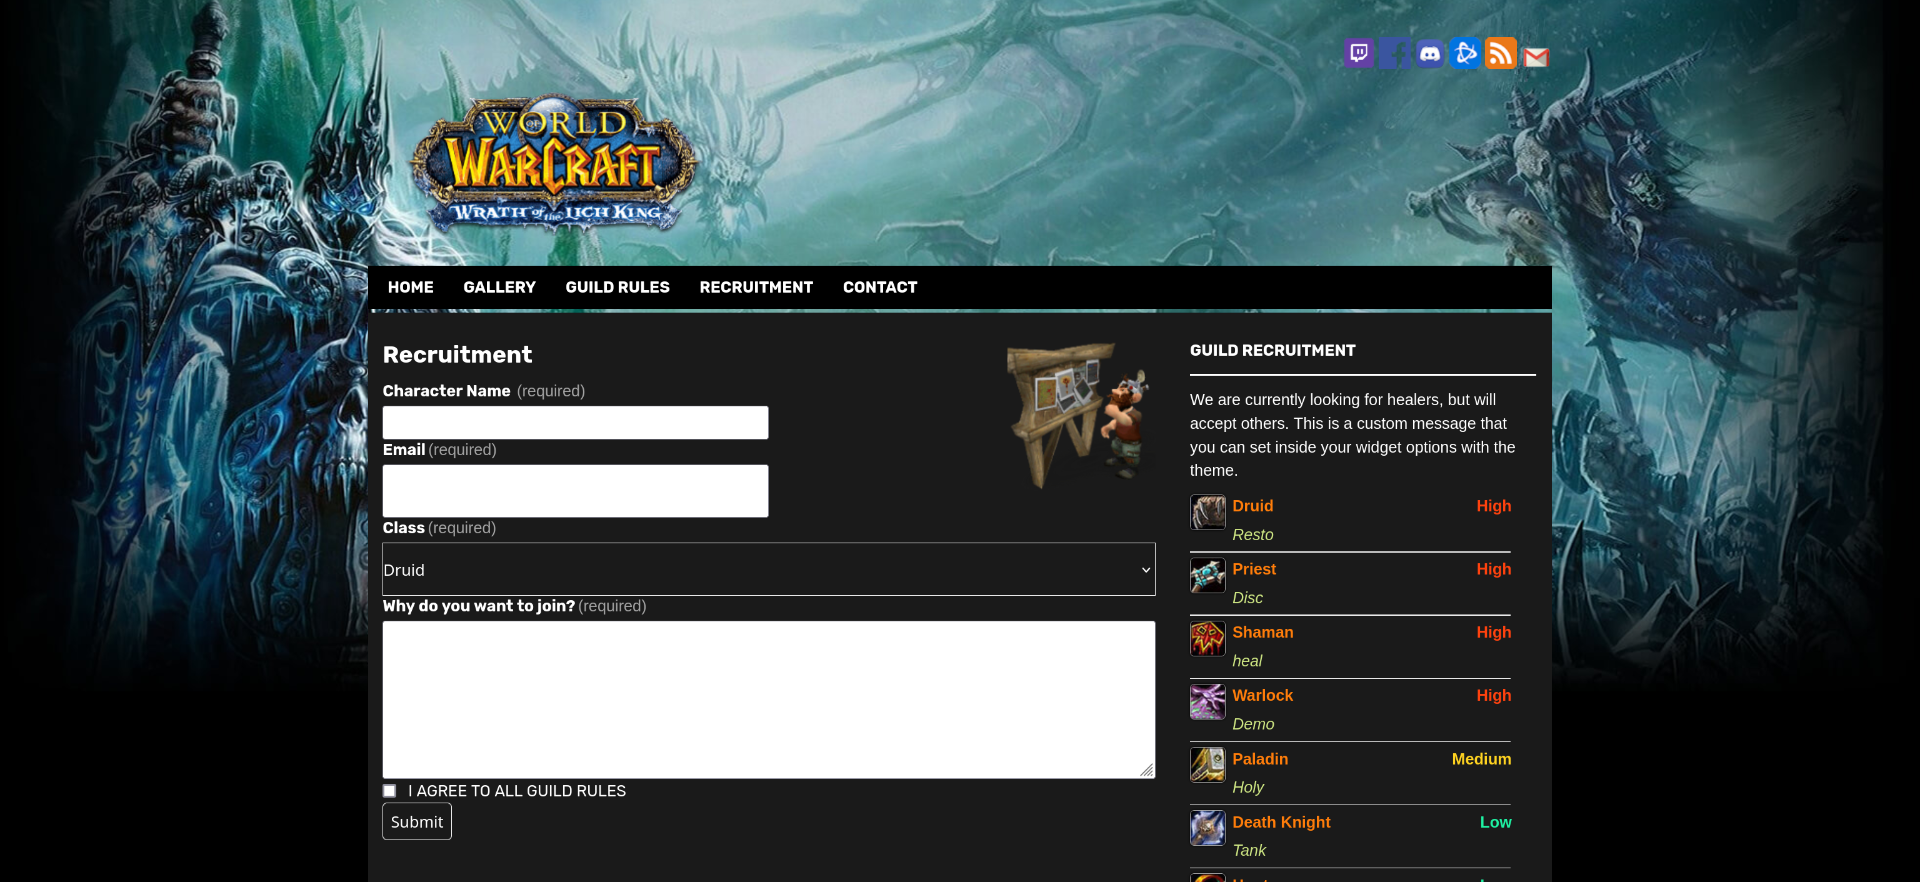 WORLD
OF
WARCRAFT
WRATH of the LICH KING
HOME GALLERY GUILD RULES RECRUITMENT CONTACT
Recruitment
Character Name (required)
Email (required)
Class (required)
Druid
Why do you want to join? (required)
I AGREE TO ALL GUILD RULES
Submit
GUILD RECRUITMENT
We are currently looking for healers, but will
accept others. This is a custom message that
you can set inside your widget options with the
theme.
Druid High
Resto
Priest High
Disc
Shaman High
heal
Warlock High
Demo
Paladin Medium
Holy
Death Knight Low
Tank